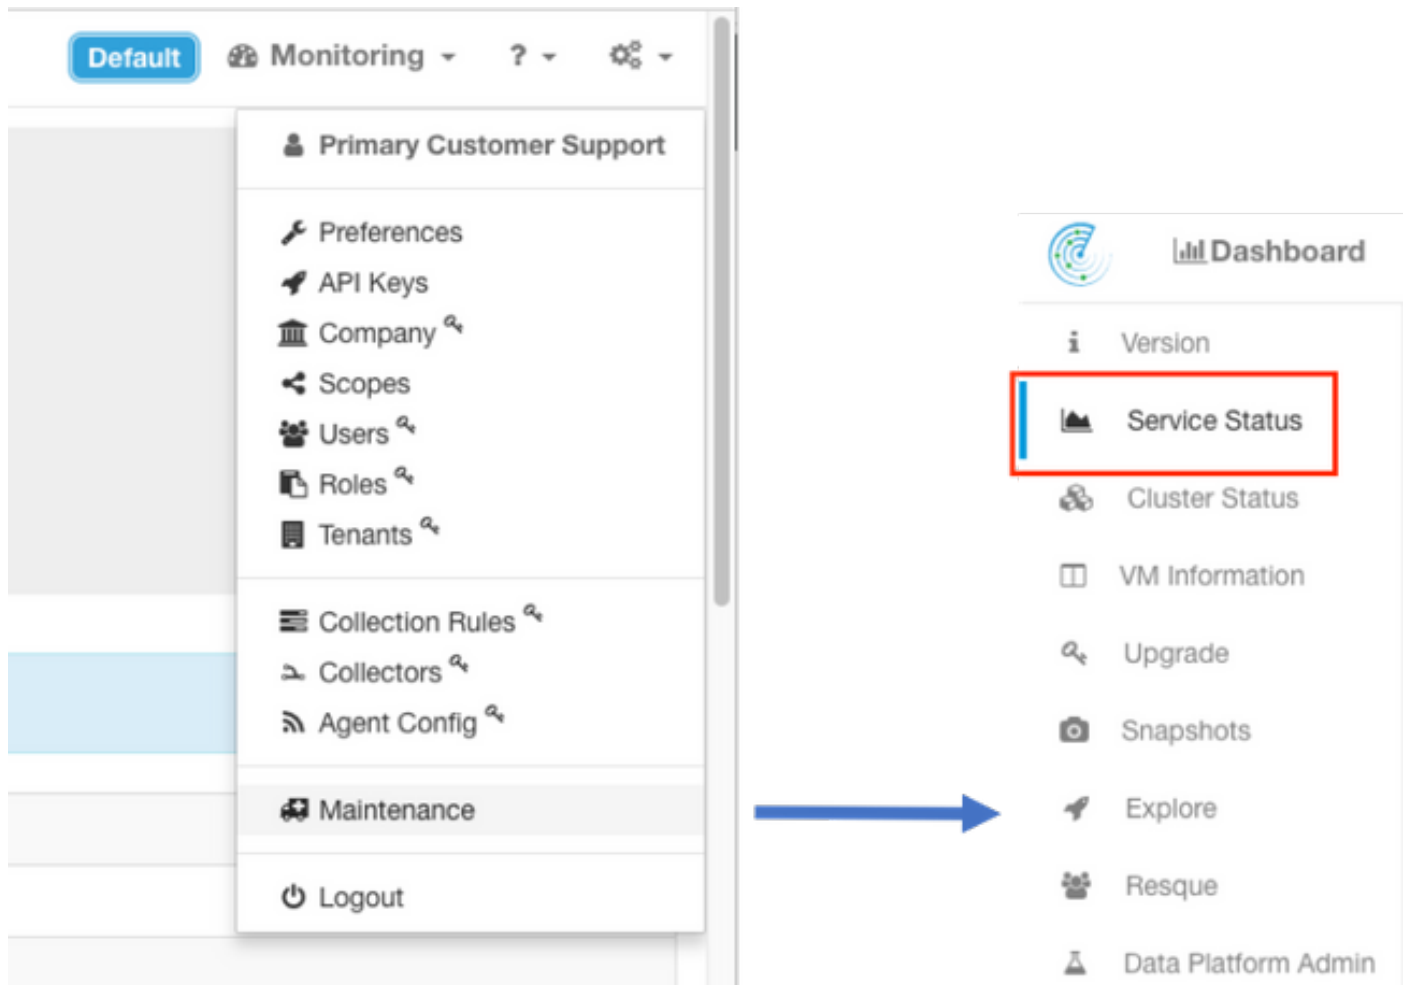 Default Monitoring ?
Primary Customer Support
Preferences
API Keys
Company
Scopes
Users
Roles
Tenants
Collection Rules
Collectors
Agent Config
Maintenance
Logout
Dashboard
Version
Service Status
Cluster Status
VM Information
Upgrade
Snapshots
Explore
Resque
Data Platform Admin